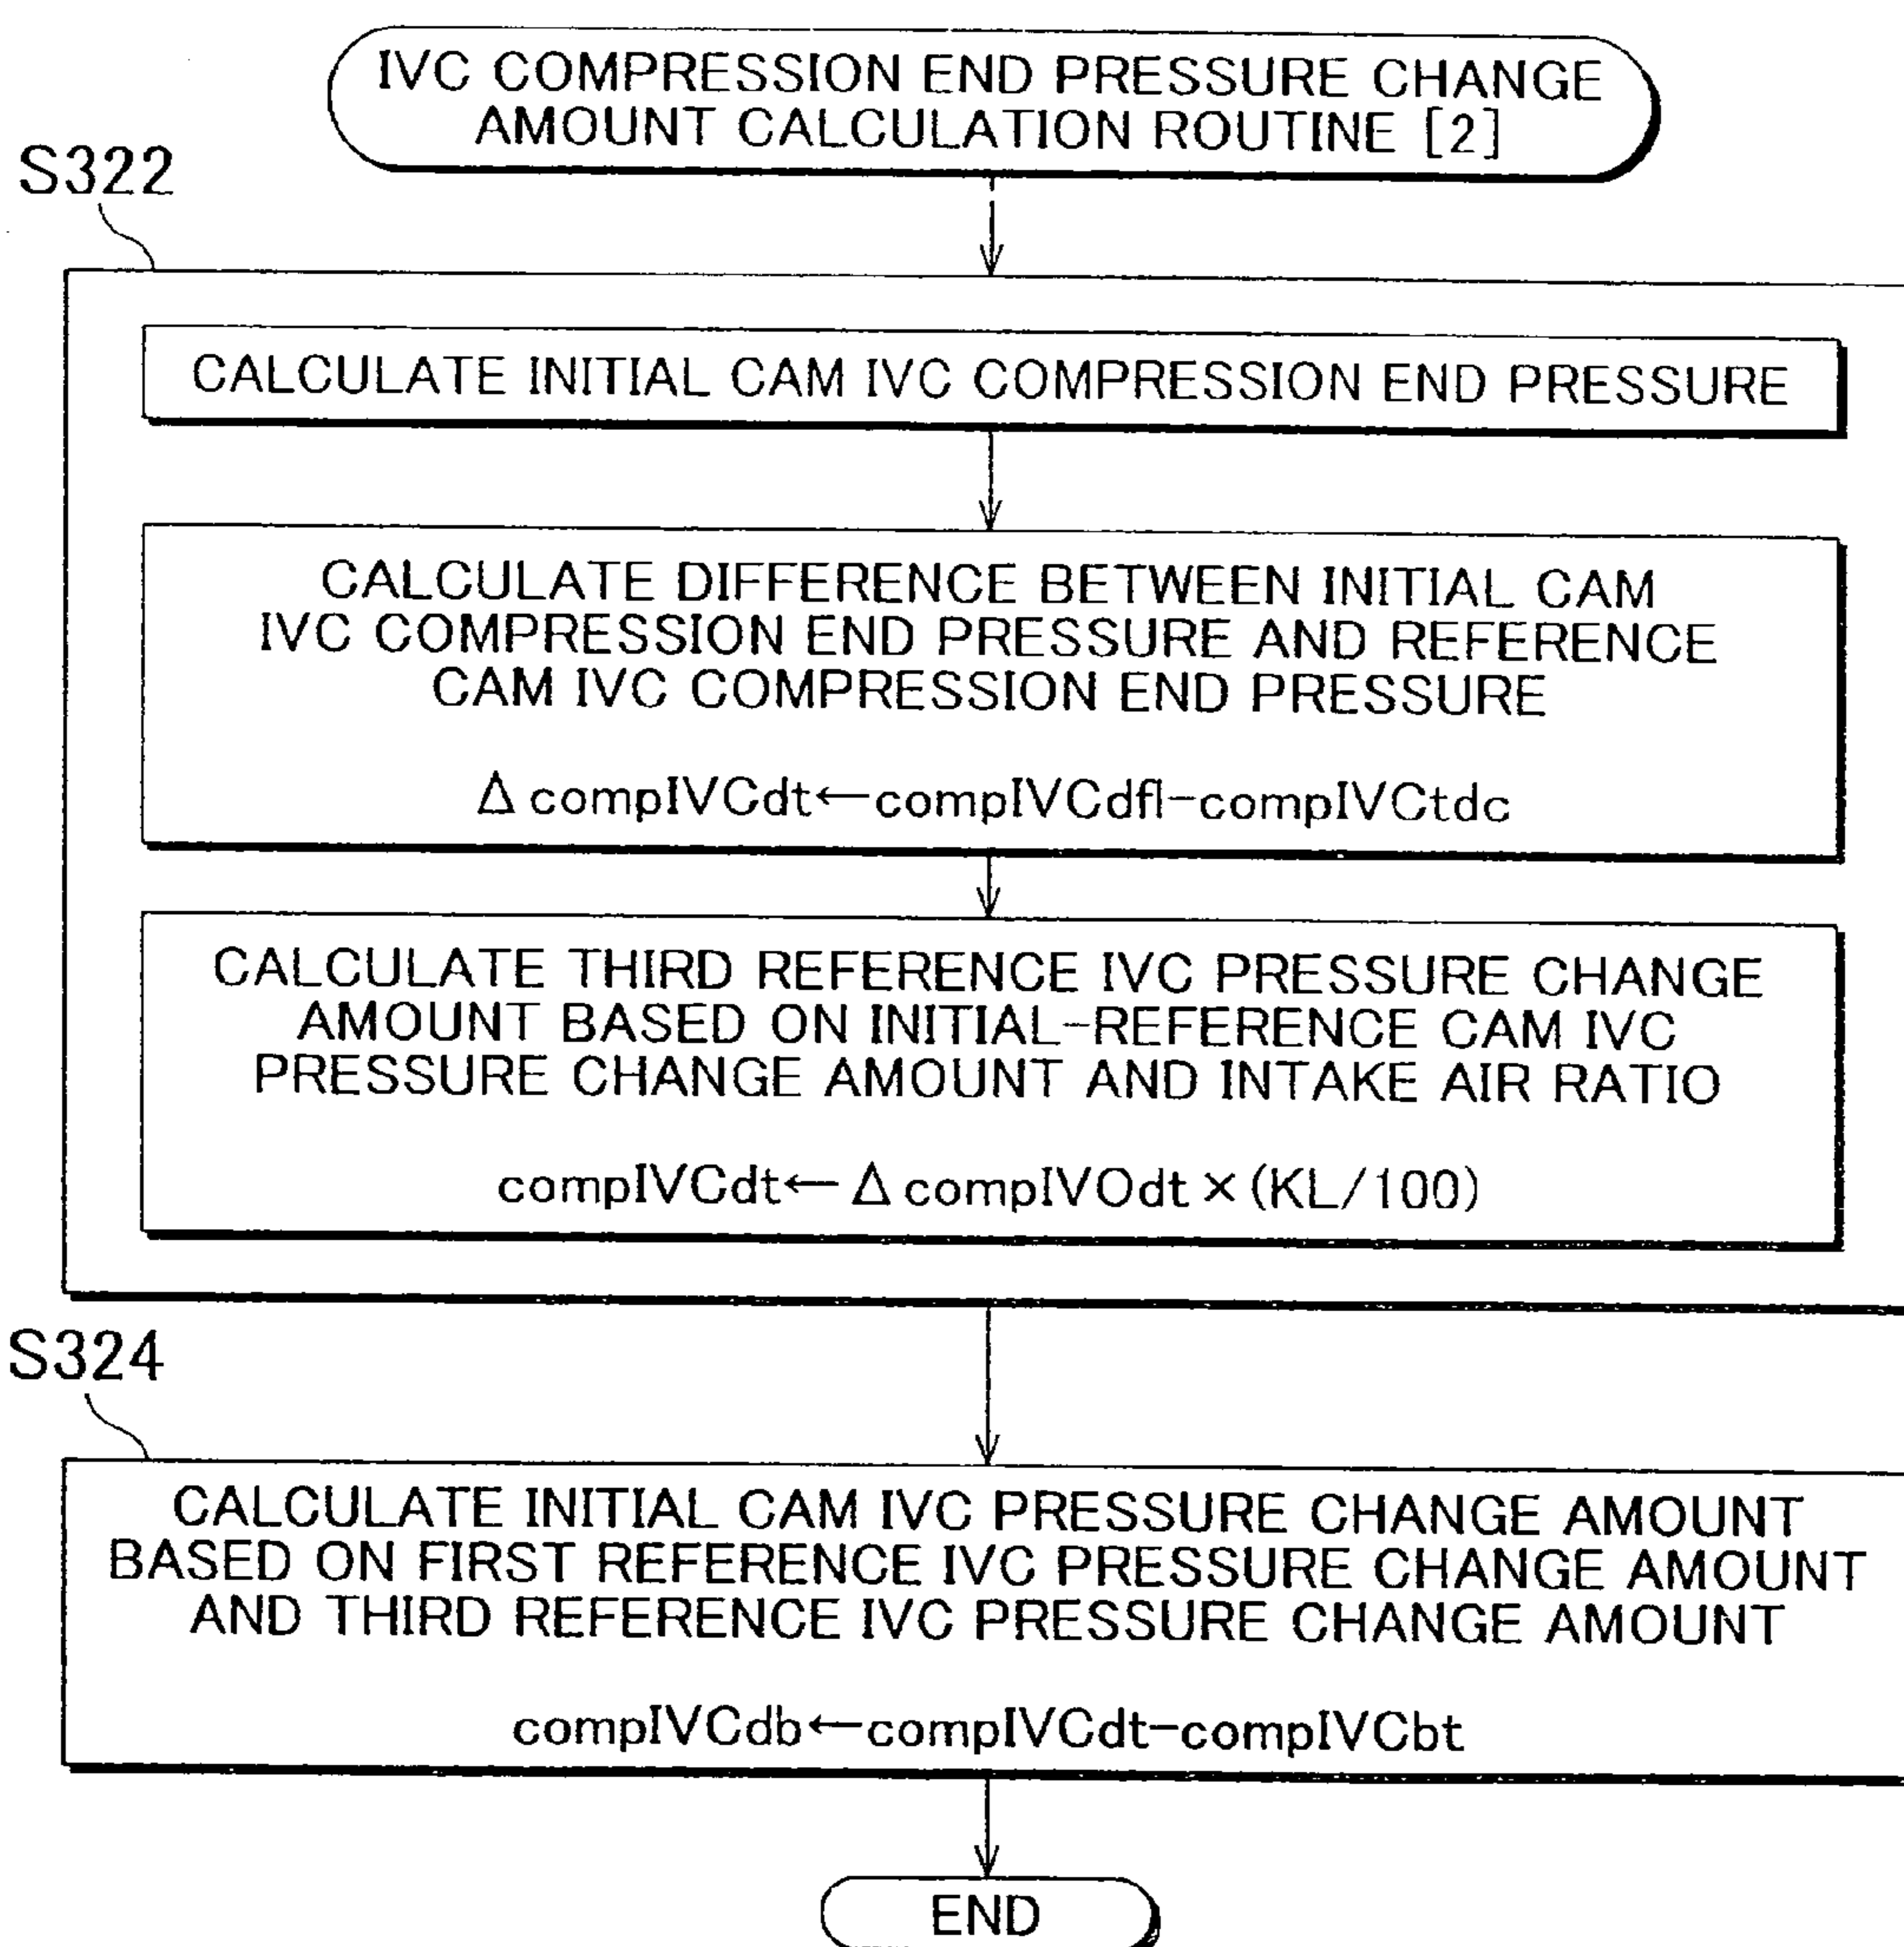 IVC COMPRESSION END PRESSURE CHANGE
AMOUNT CALCULATION ROUTINE [2]
S322
CALCULATE INITIAL CAM IVC COMPRESSION END PRESSURE
CALCULATE DIFFERENCE BETWEEN INITIAL CAM
IVC COMPRESSION END PRESSURE AND REFERENCE
CAM IVC COMPRESSION END PRESSURE
Δ compIVCdt←compIVCdfl-compIVCtdc
CALCULATE THIRD REFERENCE IVC PRESSURE CHANGE
AMOUNT BASED ON INITIAL-REFERENCE CAM IVC
PRESSURE CHANGE AMOUNT AND INTAKE AIR RATIO
compIVCdt← Δ compIVOdt × (KL/100)
S324
CALCULATE INITIAL CAM IVC PRESSURE CHANGE AMOUNT
BASED ON FIRST REFERENCE IVC PRESSURE CHANGE AMOUNT
AND THIRD REFERENCE IVC PRESSURE CHANGE AMOUNT
compIVCdb←compIVCdt-compIVCbt
END